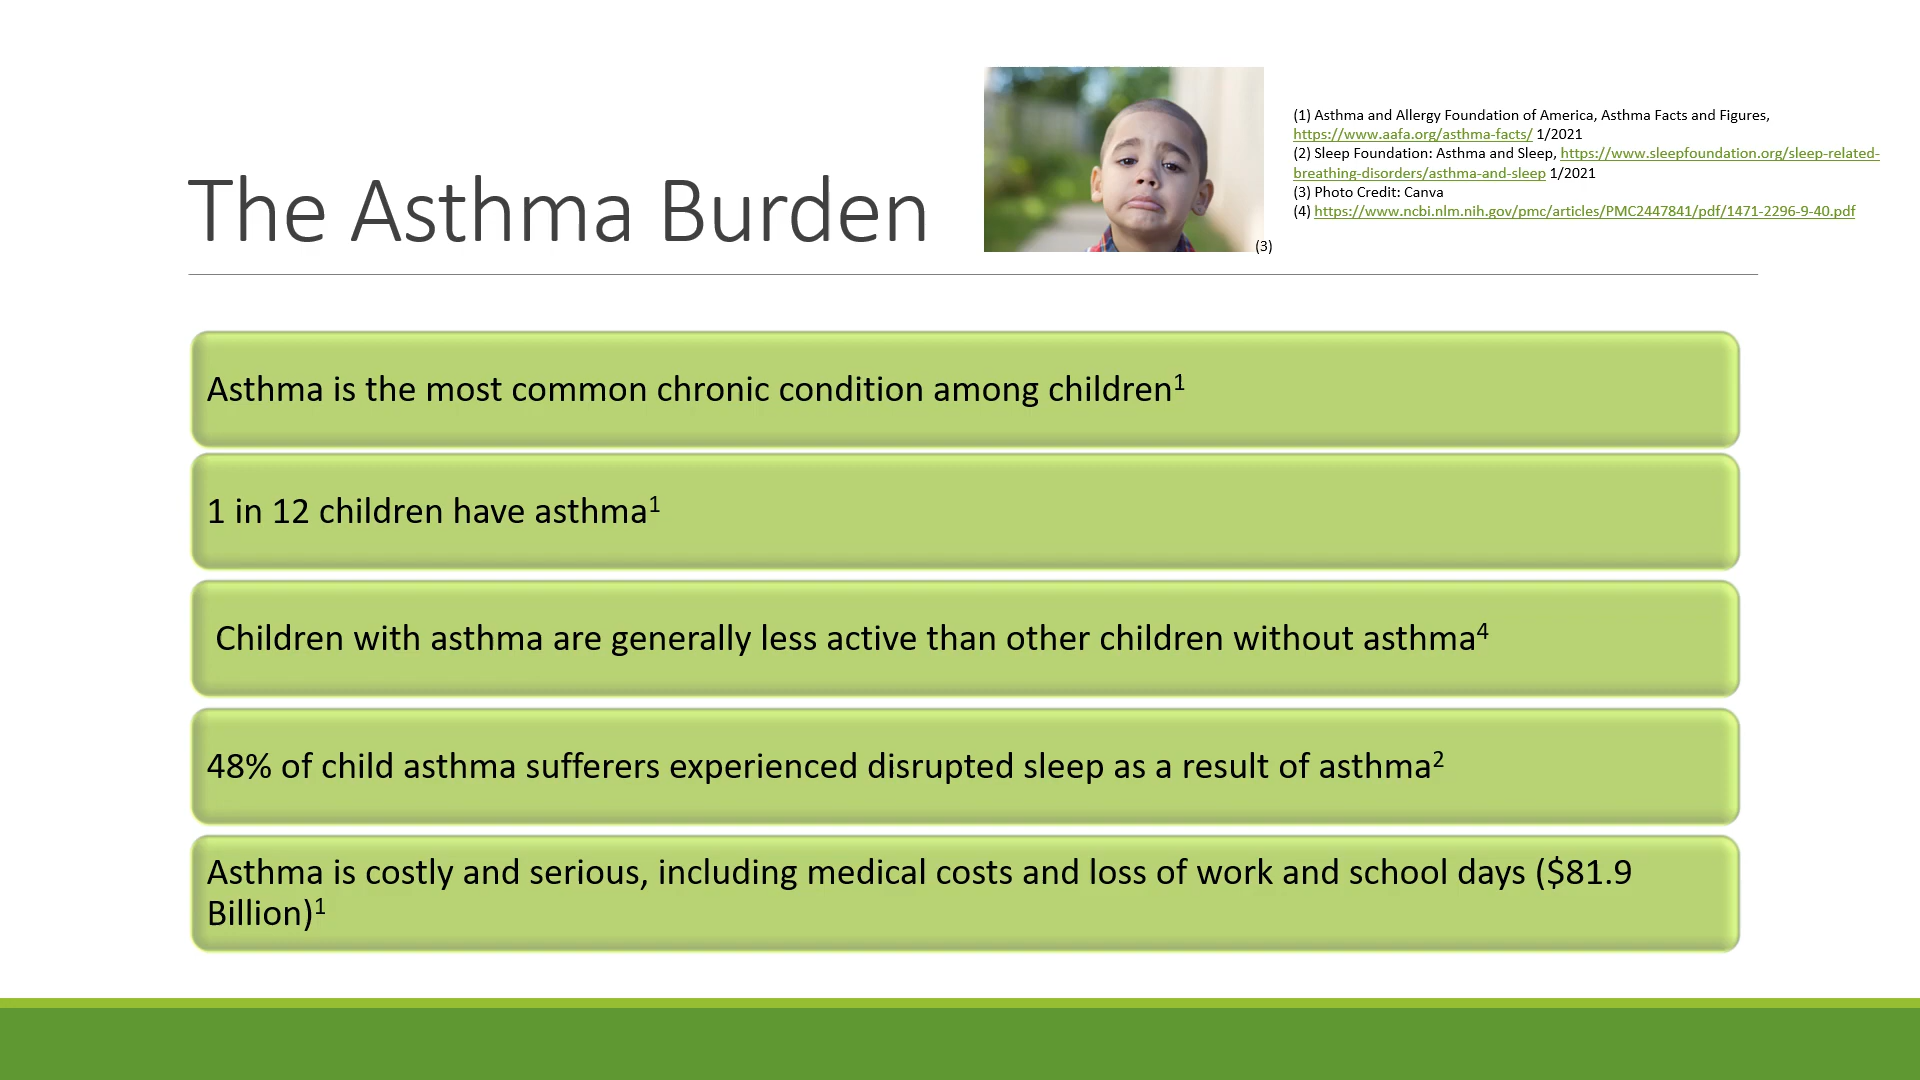 The Asthma Burden
(3)
(1) Asthma and Allergy Foundation of America, Asthma Facts and Figures,
https://www.aafa.org/asthma-facts/ 1/2021
(2) Sleep Foundation: Asthma and Sleep, https://www.sleepfoundation.org/sleep-related-
breathing-disorders/asthma-and-sleep 1/2021
(3) Photo Credit: Canva
(4) https://www.ncbi.nlm.nih.gov/pmc/articles/PMC2447841/pdf/1471-2296-9-40.pdf
Asthma is the most common chronic condition among children¹
1 in 12 children have asthma¹
Children with asthma are generally less active than other children without asthma⁴
48% of child asthma sufferers experienced disrupted sleep as a result of asthma²
Asthma is costly and serious, including medical costs and loss of work and school days ($81.9
Billion)¹